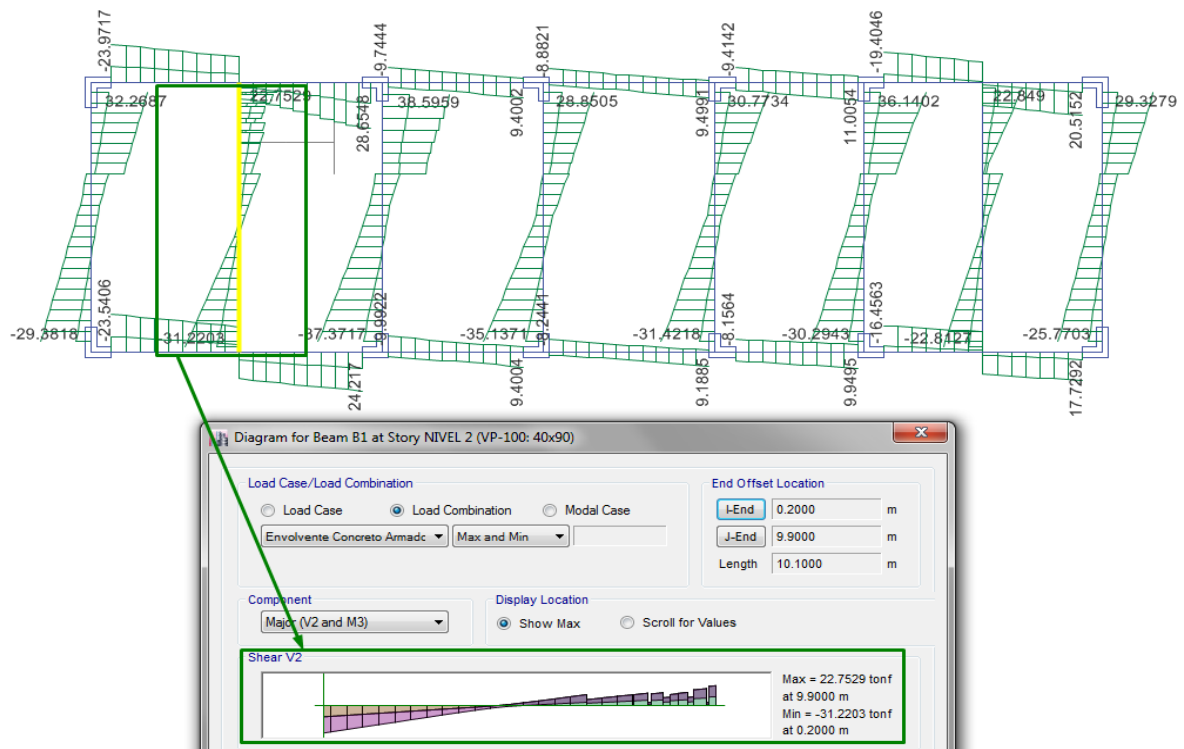 -23.9717
-9.7444
-8.8821
-9.4142
-19.4046
32.2687
22.7529
38.5959
28.8505
30.7734
36.1402
22.849
29.3279
28.6548
9.4002
9.4991
11.0054
20.5152
-23.5406
-9.9922
-8.2441
-8.1564
-16.4563
-29.3818
-31.2203
-37.3717
-35.1371
-31.4218
-30.2943
-22.8127
-25.7703
24.217
9.4004
9.1885
9.9495
17.7292
Diagram for Beam B1 at Story NIVEL 2 (VP-100: 40x90)
Load Case/Load Combination
Load Case
Load Combination
Modal Case
Envolvente Concreto Armadc
Max and Min
End Offset Location
I-End
0.2000
m
J-End
9.9000
m
Length
10.1000
m
Component
Major (V2 and M3)
Display Location
Show Max
Scroll for Values
Shear V2
Max = 22.7529 tonf
at 9.9000 m
Min = -31.2203 tonf
at 0.2000 m